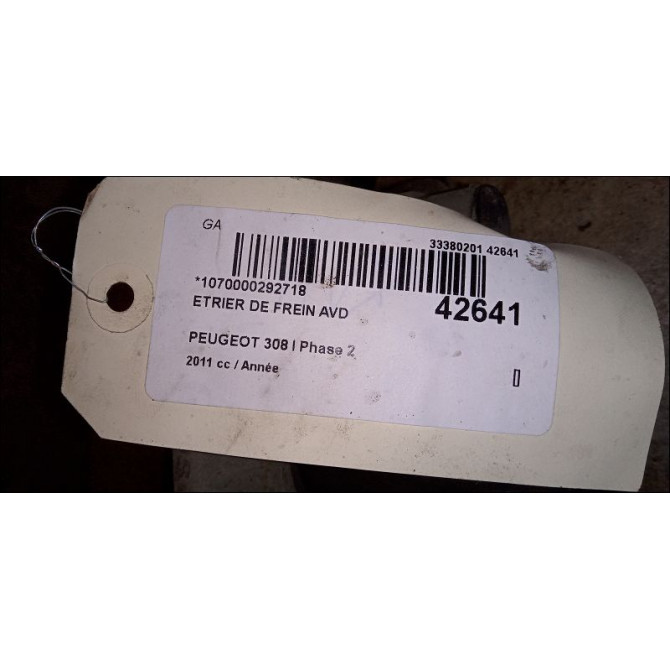 GA
33380201 42641
*1070000292718
ETRIER DE FREIN AVD
42641
PEUGEOT 308 I Phase 2
2011 cc / Année